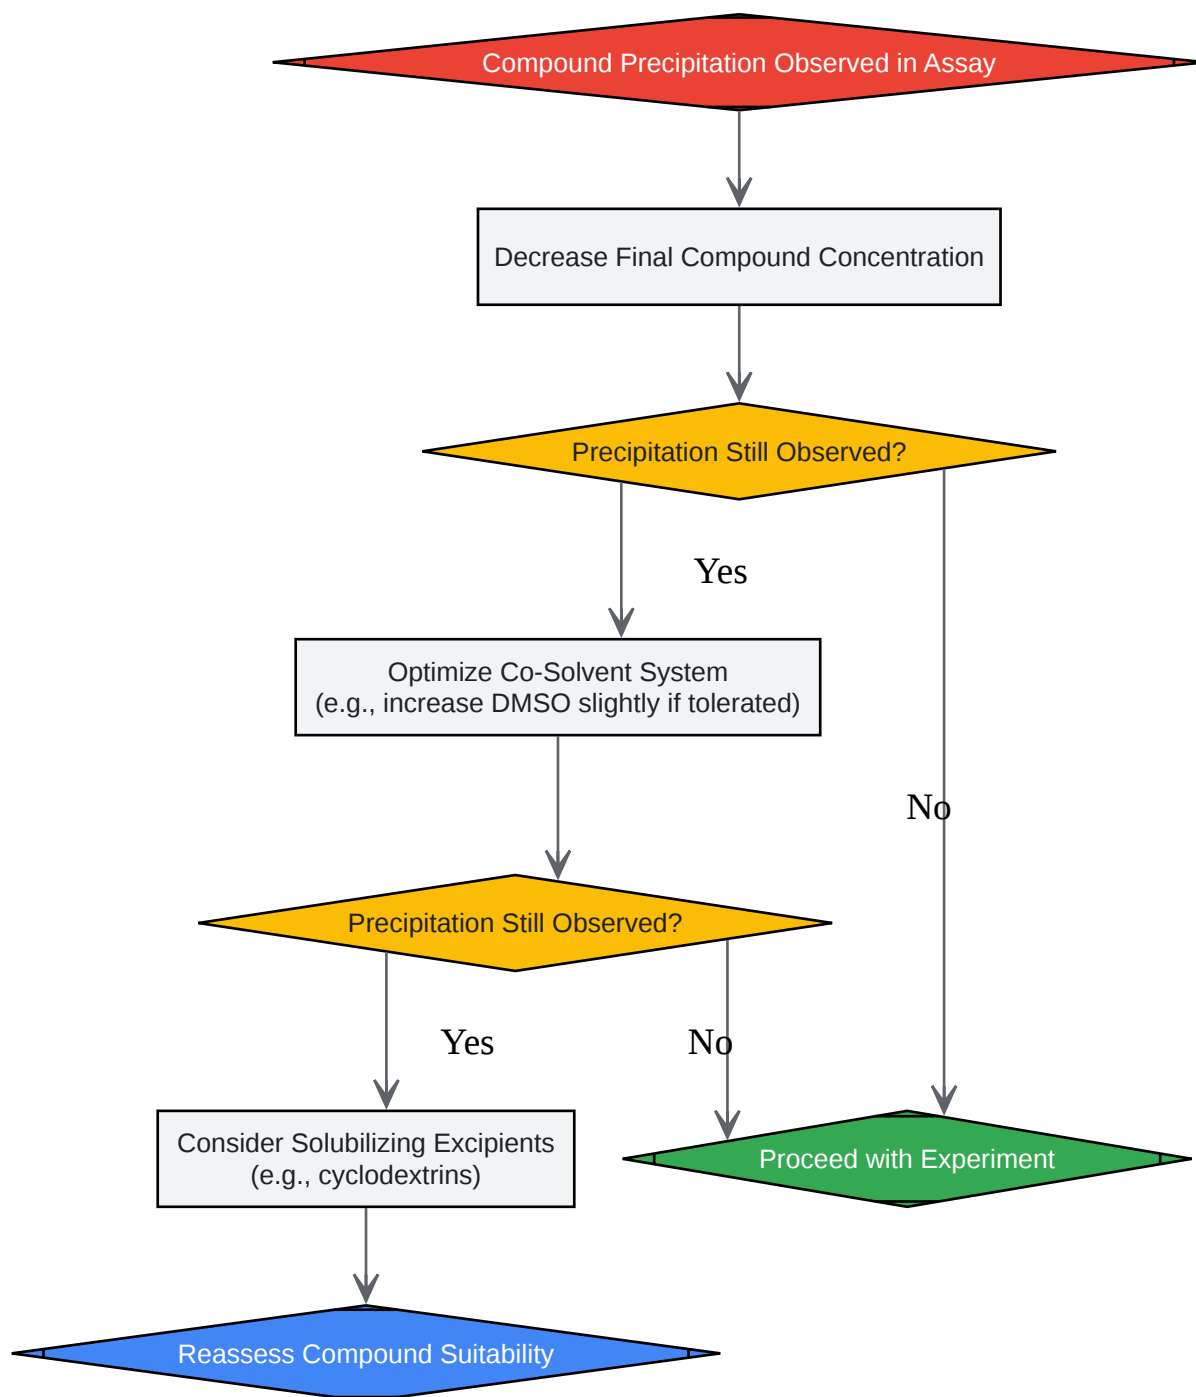 Compound Precipitation Observed in Assay
Decrease Final Compound Concentration
Precipitation Still Observed?
Yes
Optimize Co-Solvent System
(e.g., increase DMSO slightly if tolerated)
No
Precipitation Still Observed?
Yes
No
Consider Solubilizing Excipients
(e.g., cyclodextrins)
Proceed with Experiment
Reassess Compound Suitability